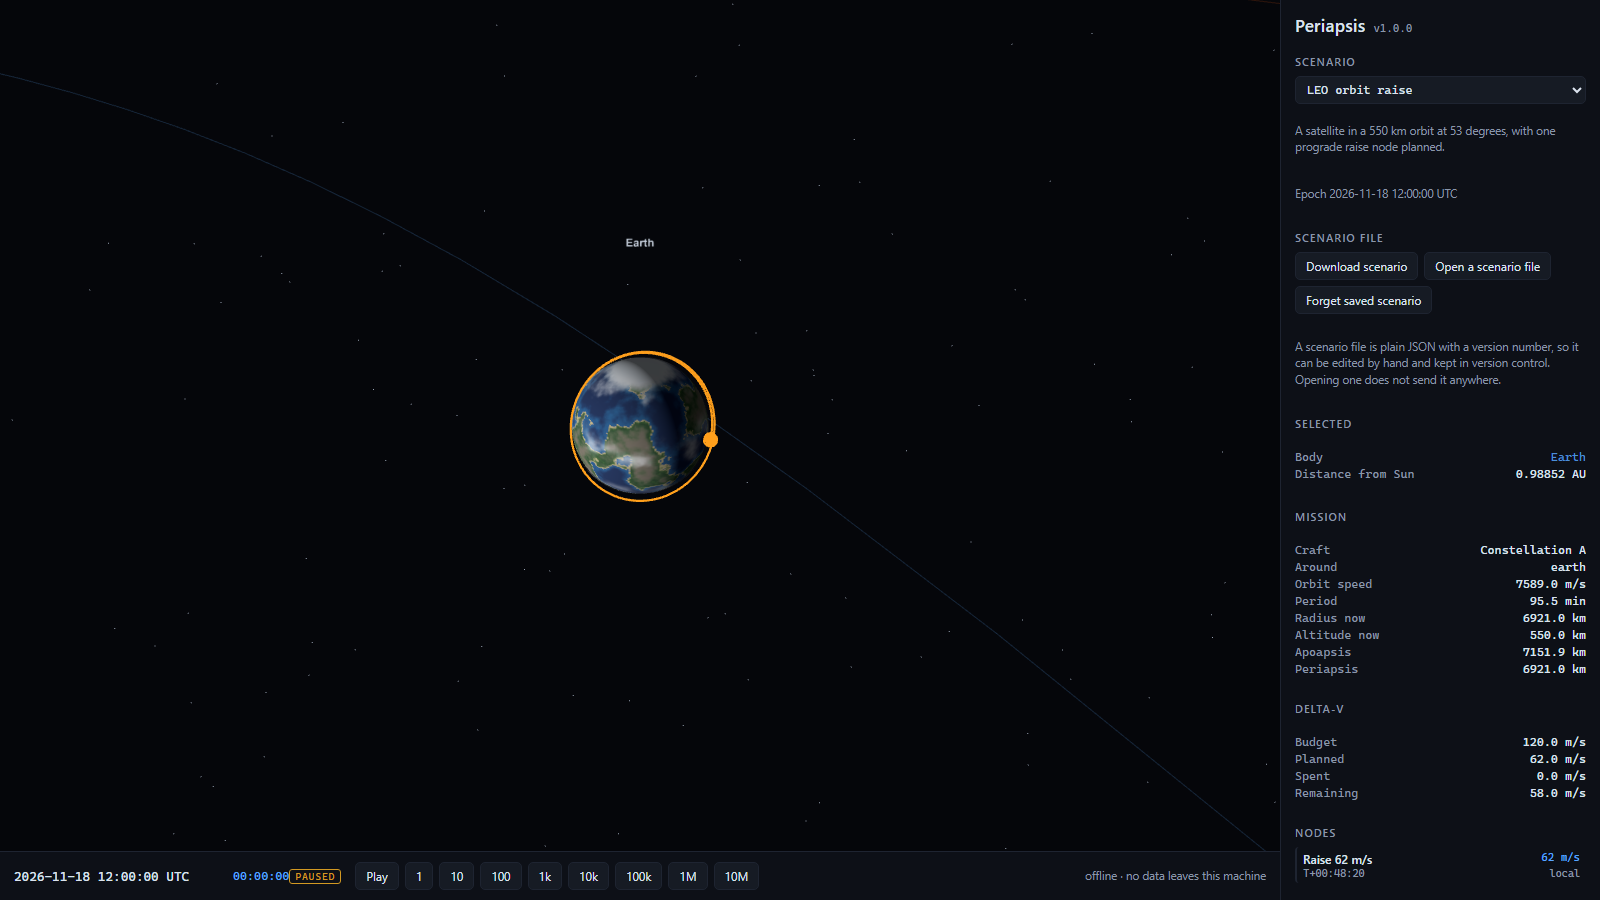 Earth
2026-11-18 12:00:00 UTC
00:00:00 PAUSED
Play 1 10 100 1k 10k 100k 1M 10M
offline · no data leaves this machine
Periapsis v1.0.0
SCENARIO
LEO orbit raise
A satellite in a 550 km orbit at 53 degrees, with one
prograde raise node planned.
Epoch 2026-11-18 12:00:00 UTC
SCENARIO FILE
Download scenario Open a scenario file
Forget saved scenario
A scenario file is plain JSON with a version number, so it
can be edited by hand and kept in version control.
Opening one does not send it anywhere.
SELECTED
Body Earth
Distance from Sun 0.98852 AU
MISSION
Craft Constellation A
Around earth
Orbit speed 7589.0 m/s
Period 95.5 min
Radius now 6921.0 km
Altitude now 550.0 km
Apoapsis 7151.9 km
Periapsis 6921.0 km
DELTA-V
Budget 120.0 m/s
Planned 62.0 m/s
Spent 0.0 m/s
Remaining 58.0 m/s
NODES
Raise 62 m/s 62 m/s
T+00:48:20 local